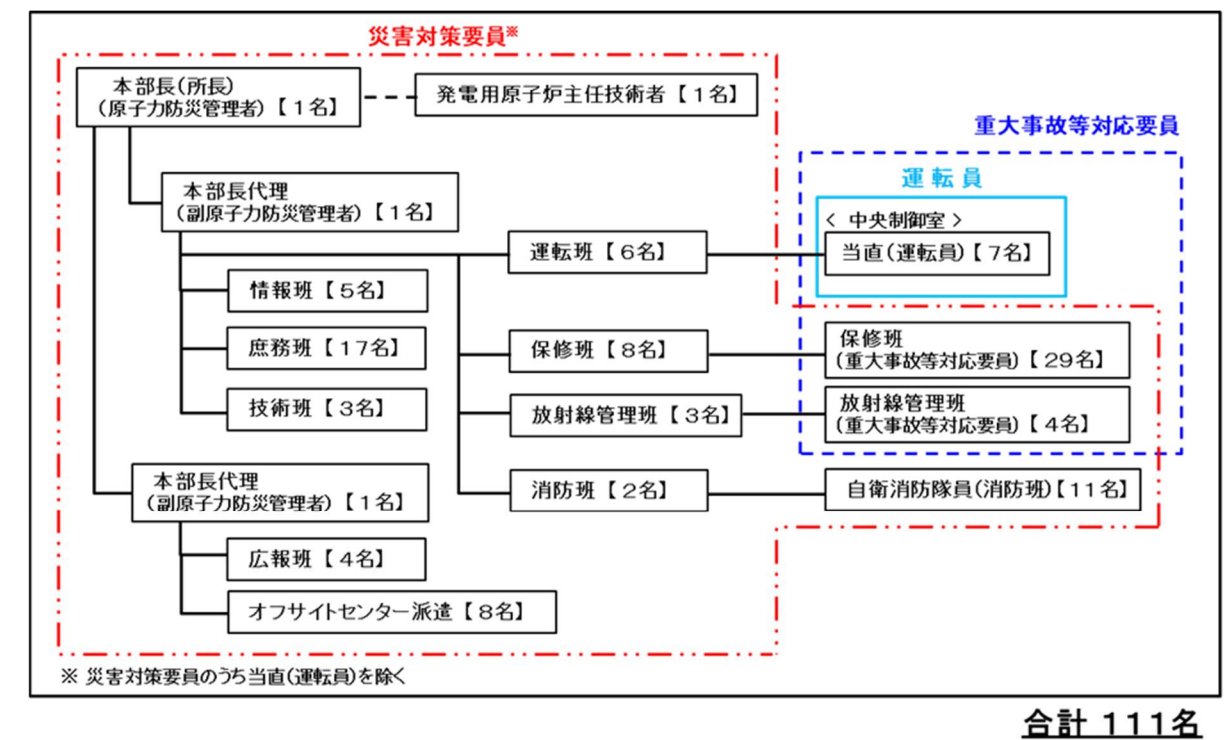 災害対策要員※
本部長(所長)
(原子力防災管理者)【1名】
発電用原子炉主任技術者【1名】
重大事故等対応要員
運転員
本部長代理
(副原子力防災管理者)【1名】
< 中央制御室 >
運転班【6名】
当直(運転員)【7名】
情報班【5名】
庶務班【17名】
保修班【8名】
保修班
(重大事故等対応要員)【29名】
技術班【3名】
放射線管理班【3名】
放射線管理班
(重大事故等対応要員)【4名】
本部長代理
(副原子力防災管理者)【1名】
消防班【2名】
自衛消防隊員(消防班)【11名】
広報班【4名】
オフサイトセンター派遣【8名】
※ 災害対策要員のうち当直(運転員)を除く
合計 111名